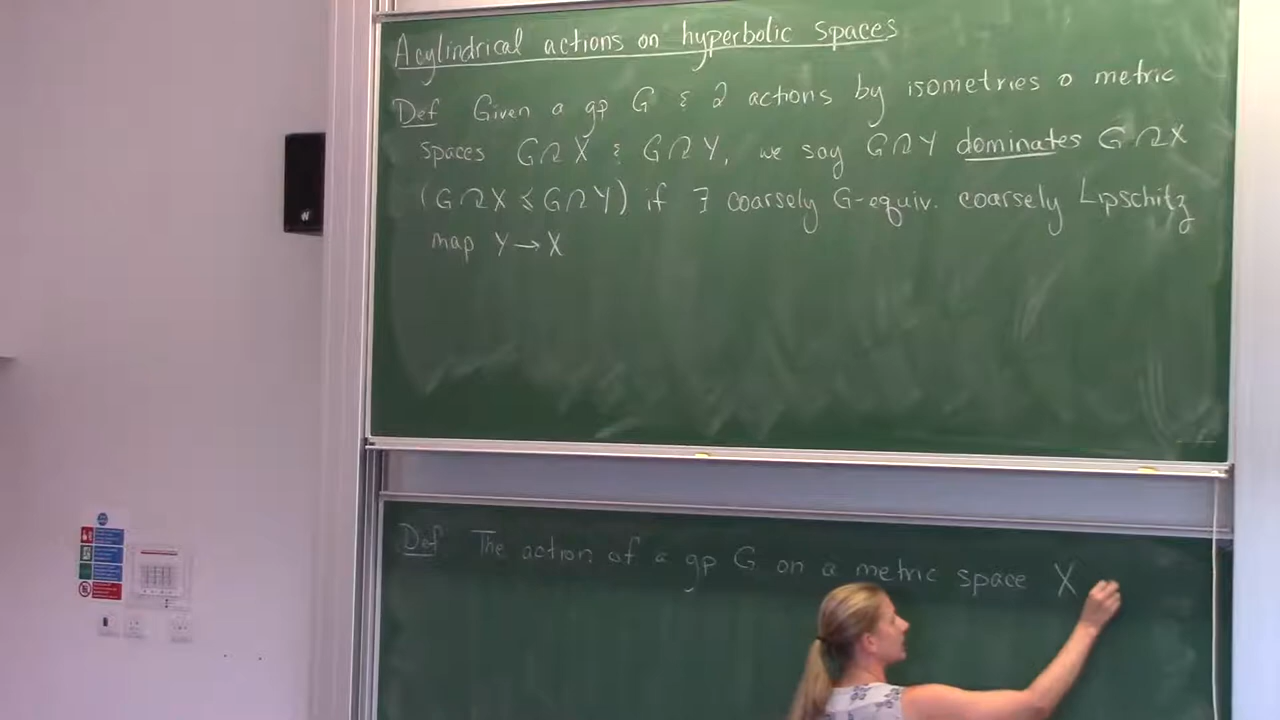 Acylindrical actions on hyperbolic spaces
Def Given a gp G & 2 actions by isometries o metric
spaces G↷X & G↷Y, we say G↷Y dominates G↷X
(G↷X ≤ G↷Y) if ∃ coarsely G-equiv. coarsely Lipschitz
map Y→X
Def The action of a gp G on a metric space X